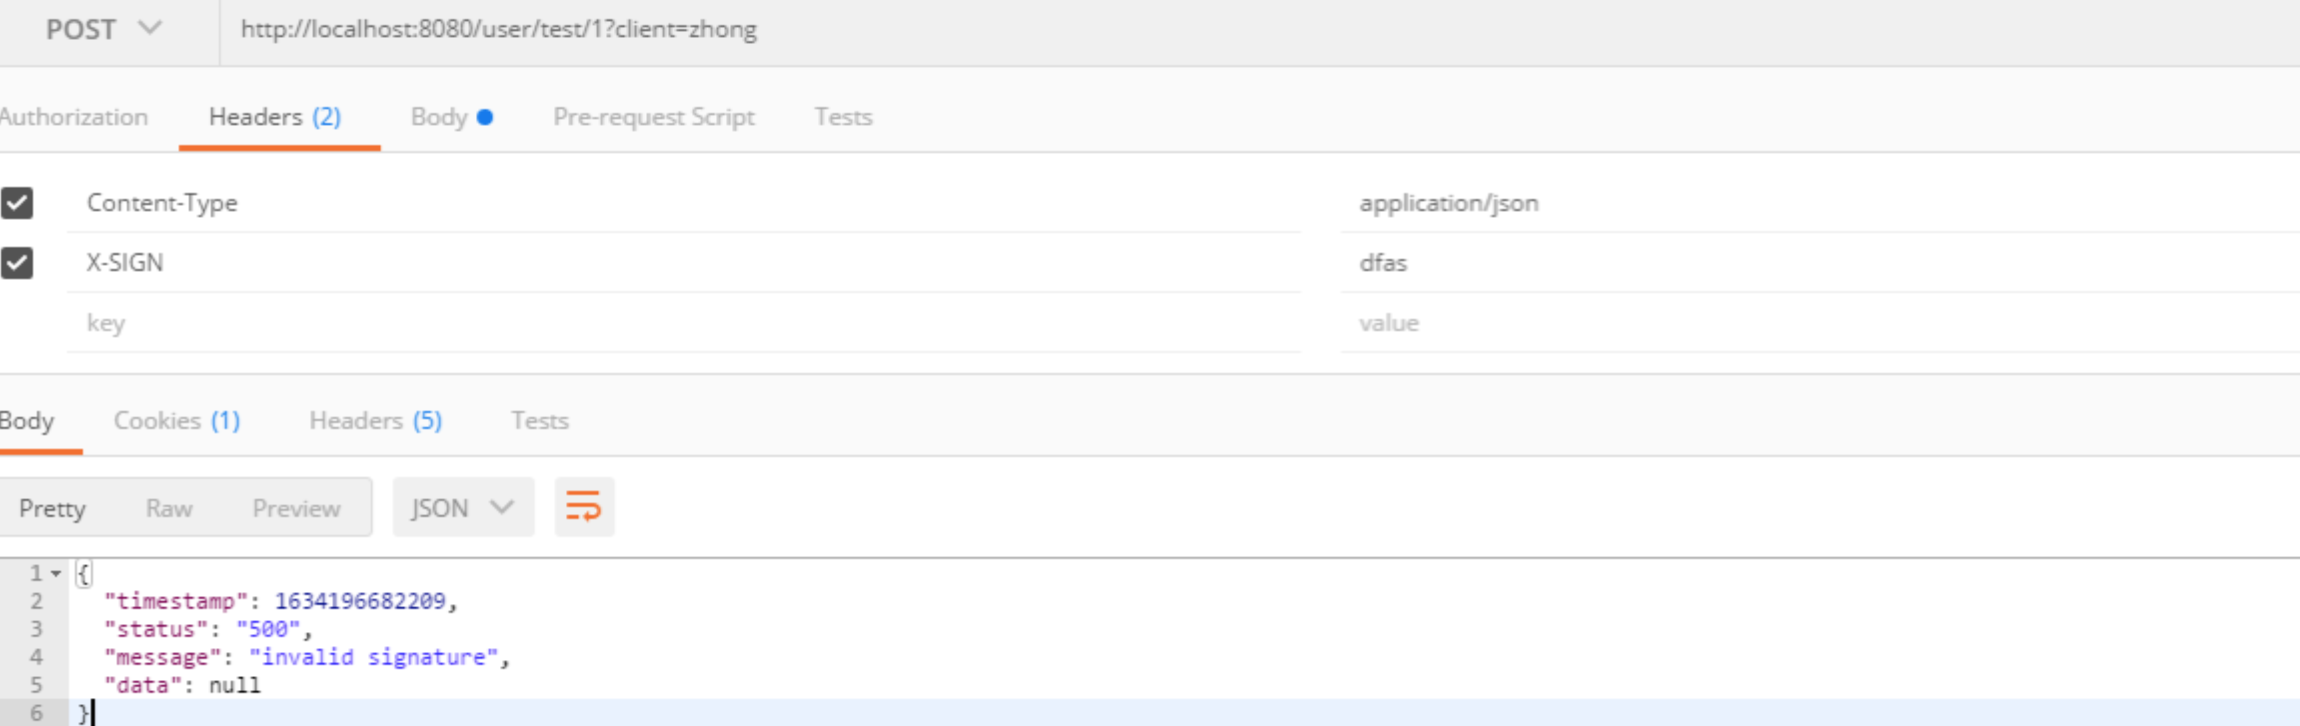 POST http://localhost:8080/user/test/1?client=zhong
Authorization Headers (2) Body Pre-request Script Tests
Content-Type application/json
X-SIGN dfas
key value
Body Cookies (1) Headers (5) Tests
Pretty Raw Preview JSON
1 {
2 "timestamp": 1634196682209,
3 "status": "500",
4 "message": "invalid signature",
5 "data": null
6 }